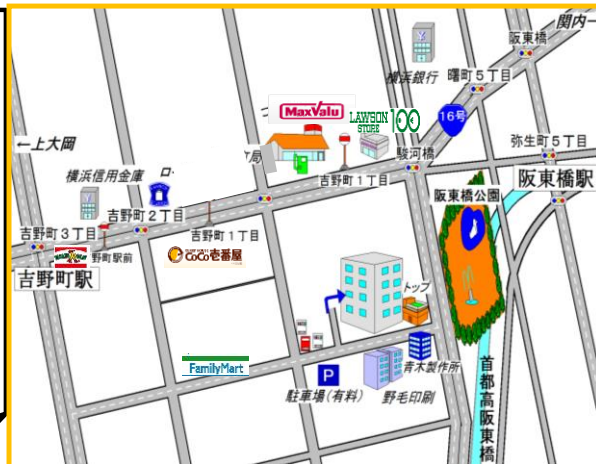 関内
阪東橋
横浜銀行
曙町5丁目
MaxValu
LAWSON
STORE 100
16号
←上大岡
駿河橋
弥生町5丁目
横浜信用金庫
吉野町1丁目
阪東橋公園
阪東橋駅
吉野町2丁目
吉野町3丁目
吉野町1丁目
野町駅前
CoCo壱番屋
吉野町駅
トップ
FamilyMart
青木製作所
P
駐車場(有料)
野毛印刷
首都高阪東橋